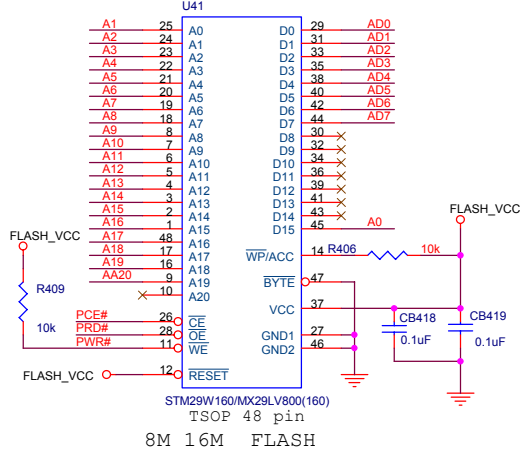 U41
A1 25 A0 D0 29 AD0
A2 24 A1 D1 31 AD1
A3 23 A2 D2 33 AD2
A4 22 A3 D3 35 AD3
A5 21 A4 D4 38 AD4
A6 20 A5 D5 40 AD5
A7 19 A6 D6 42 AD6
A8 18 A7 D7 44 AD7
A9 8 A8 D8 30
A10 7 A9 D9 32
A11 6 A10 D10 34
A12 5 A11 D11 36
A13 4 A12 D12 39
A14 3 A13 D13 41
A15 2 A14 D14 43
A16 1 A15 D15 45 A0
FLASH_VCC
A17 48 A16
A18 17 A17 WP/ACC 14 R406 10k
FLASH_VCC
A19 16 A18
AA20 9 A19 BYTE 47
10 A20
R409
10k
VCC 37
CB418
0.1uF
CB419
0.1uF
PCE# 26 CE
PRD# 28 OE GND1 27
PWR# 11 WE GND2 46
FLASH_VCC 12 RESET
STM29W160/MX29LV800(160)
TSOP 48 pin
8M 16M FLASH